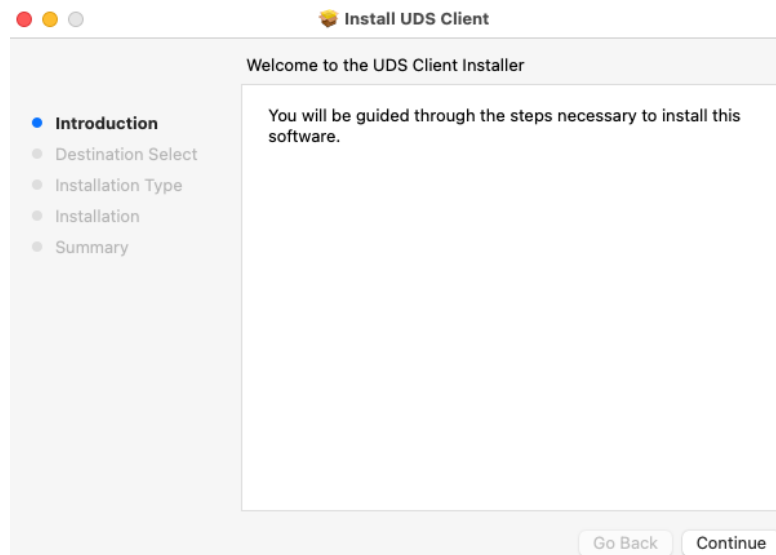 Install UDS Client
Welcome to the UDS Client Installer
Introduction
Destination Select
Installation Type
Installation
Summary
You will be guided through the steps necessary to install this
software.
Go Back
Continue